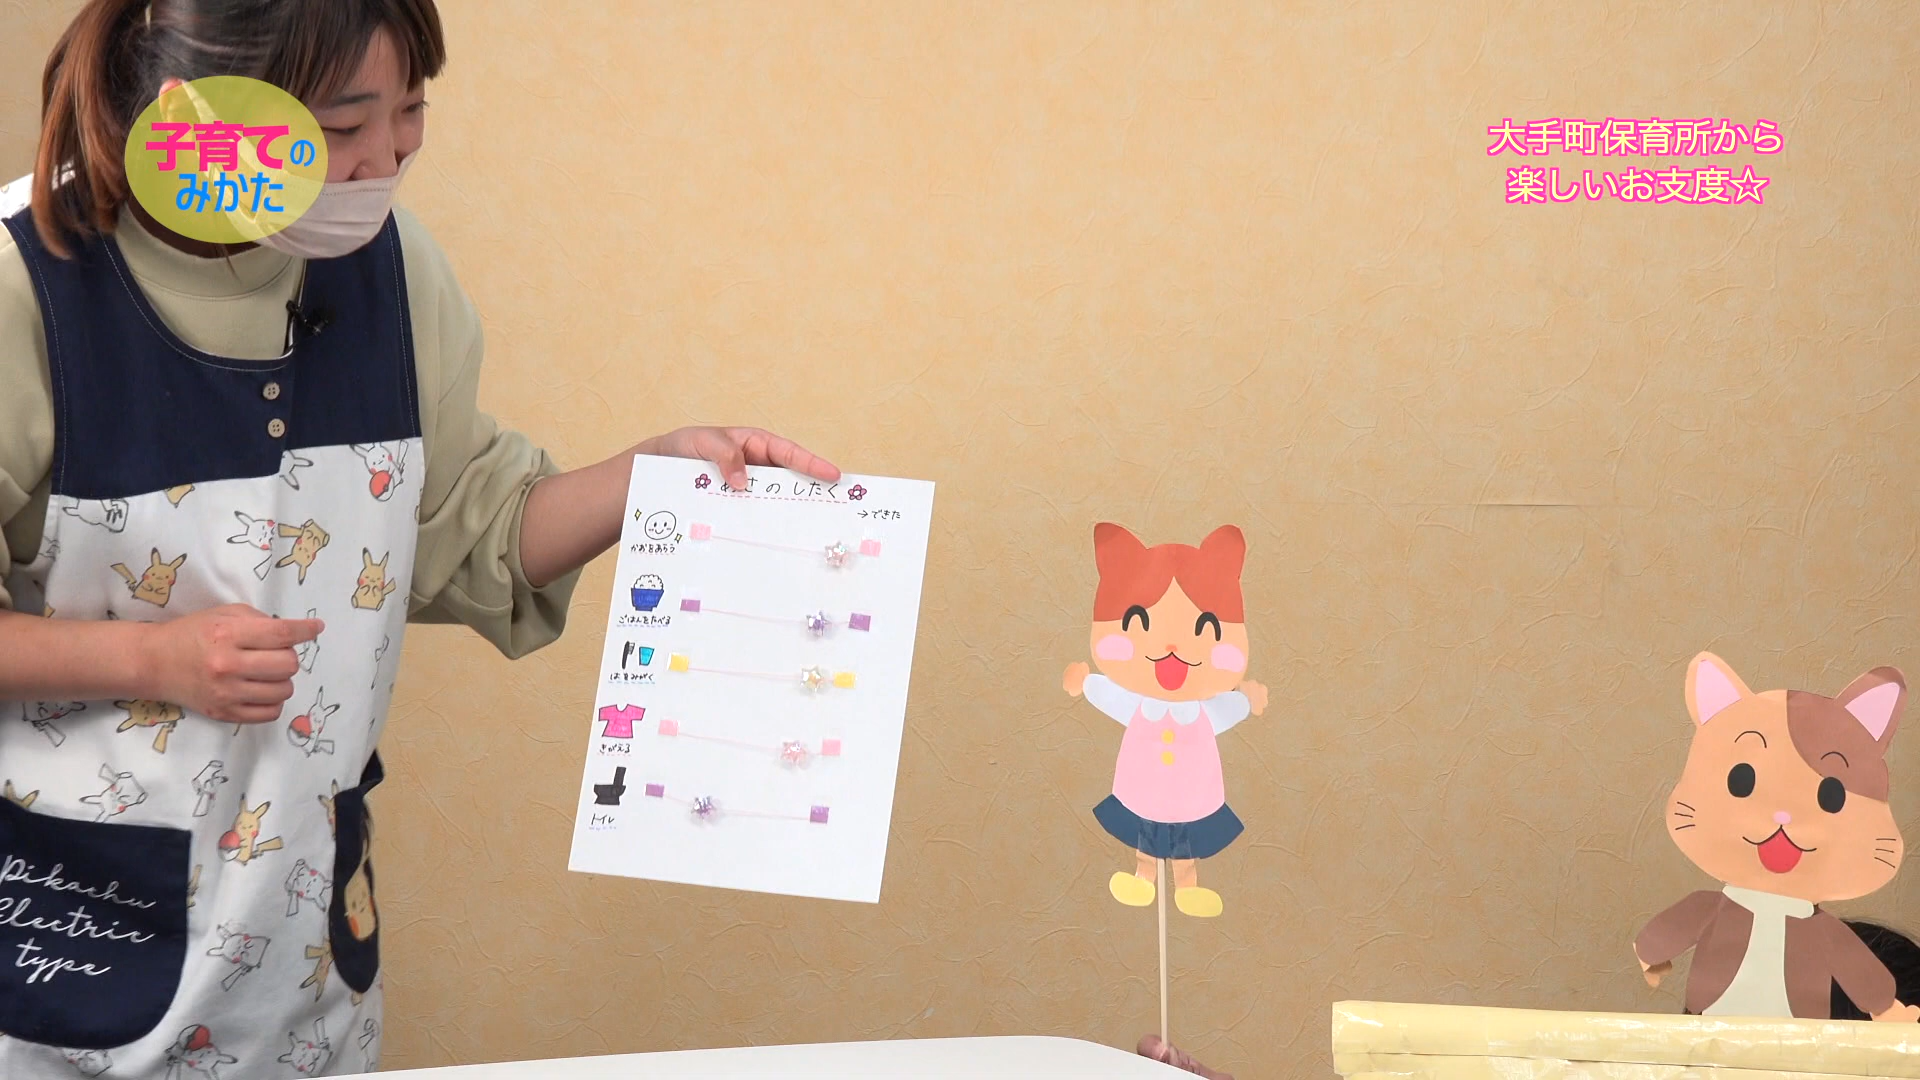 子育ての
みかた
大手町保育所から
楽しいお支度☆
あさのしたく
→できた
かおをあらう
ごはんをたべる
はをみがく
きがえる
トイレ
Pikachu
Electric
type